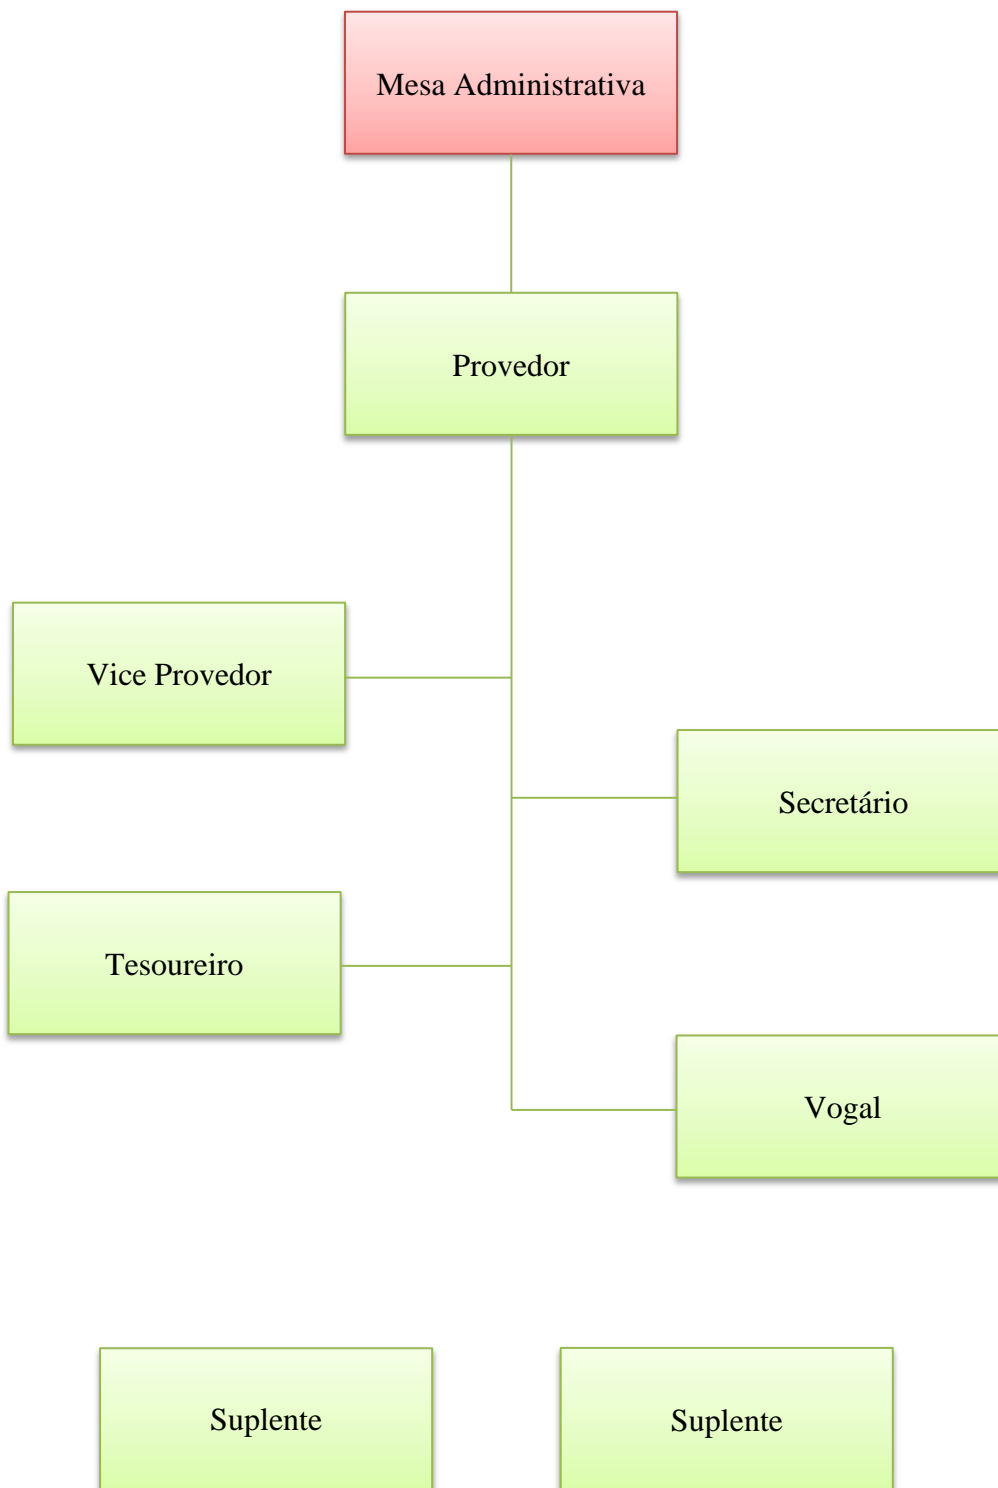 Mesa Administrativa
Provedor
Vice Provedor
Secretário
Tesoureiro
Vogal
Suplente
Suplente